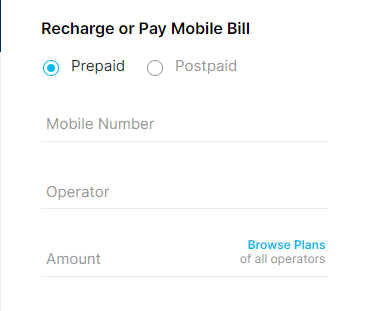 Recharge or Pay Mobile Bill
Prepaid Postpaid
Mobile Number
Operator
Amount
Browse Plans
of all operators